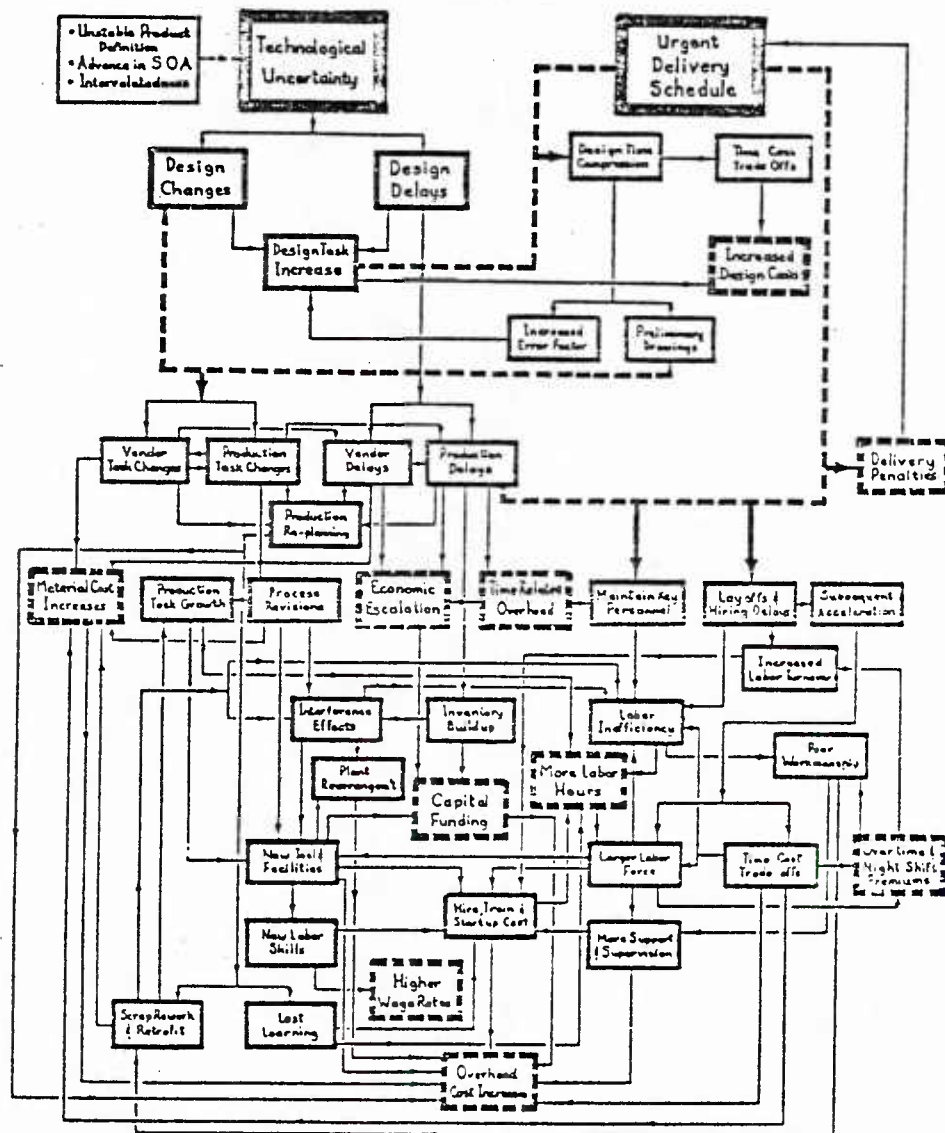 • Unstable Product
Definition
• Advance in S O A
• Interrelatedness
Technological
Uncertainty
Urgent
Delivery
Schedule
Design
Changes
Design
Delays
Design Time
Compression
Time Cost
Trade Offs
Design Task
Increase
Increased
Design Costs
Increased
Error Factor
Preliminary
Drawings
Vendor
Task Changes
Production
Task Changes
Vendor
Delays
Production
Delays
Delivery
Penalties
Production
Re-planning
Material Cost
Increases
Production
Task Growth
Process
Revisions
Economic
Escalation
Time Related
Overhead
Maintain Key
Personnel
Layoffs &
Hiring Delays
Subsequent
Acceleration
Increased
Labor Turnover
Interference
Effects
Inventory
Buildup
Labor
Inefficiency
Poor
Workmanship
Plant
Rearrangem't
More Labor
Hours
Capital
Funding
New Tool &
Facilities
Larger Labor
Force
Time Cost
Trade offs
Overtime &
Night Shift
Premiums
Hire, Train &
Startup Cost
New Labor
Skills
More Support
& Supervision
Higher
Wage Rates
Scrap Rework
& Retrofit
Lost
Learning
Overhead
Cost Increase